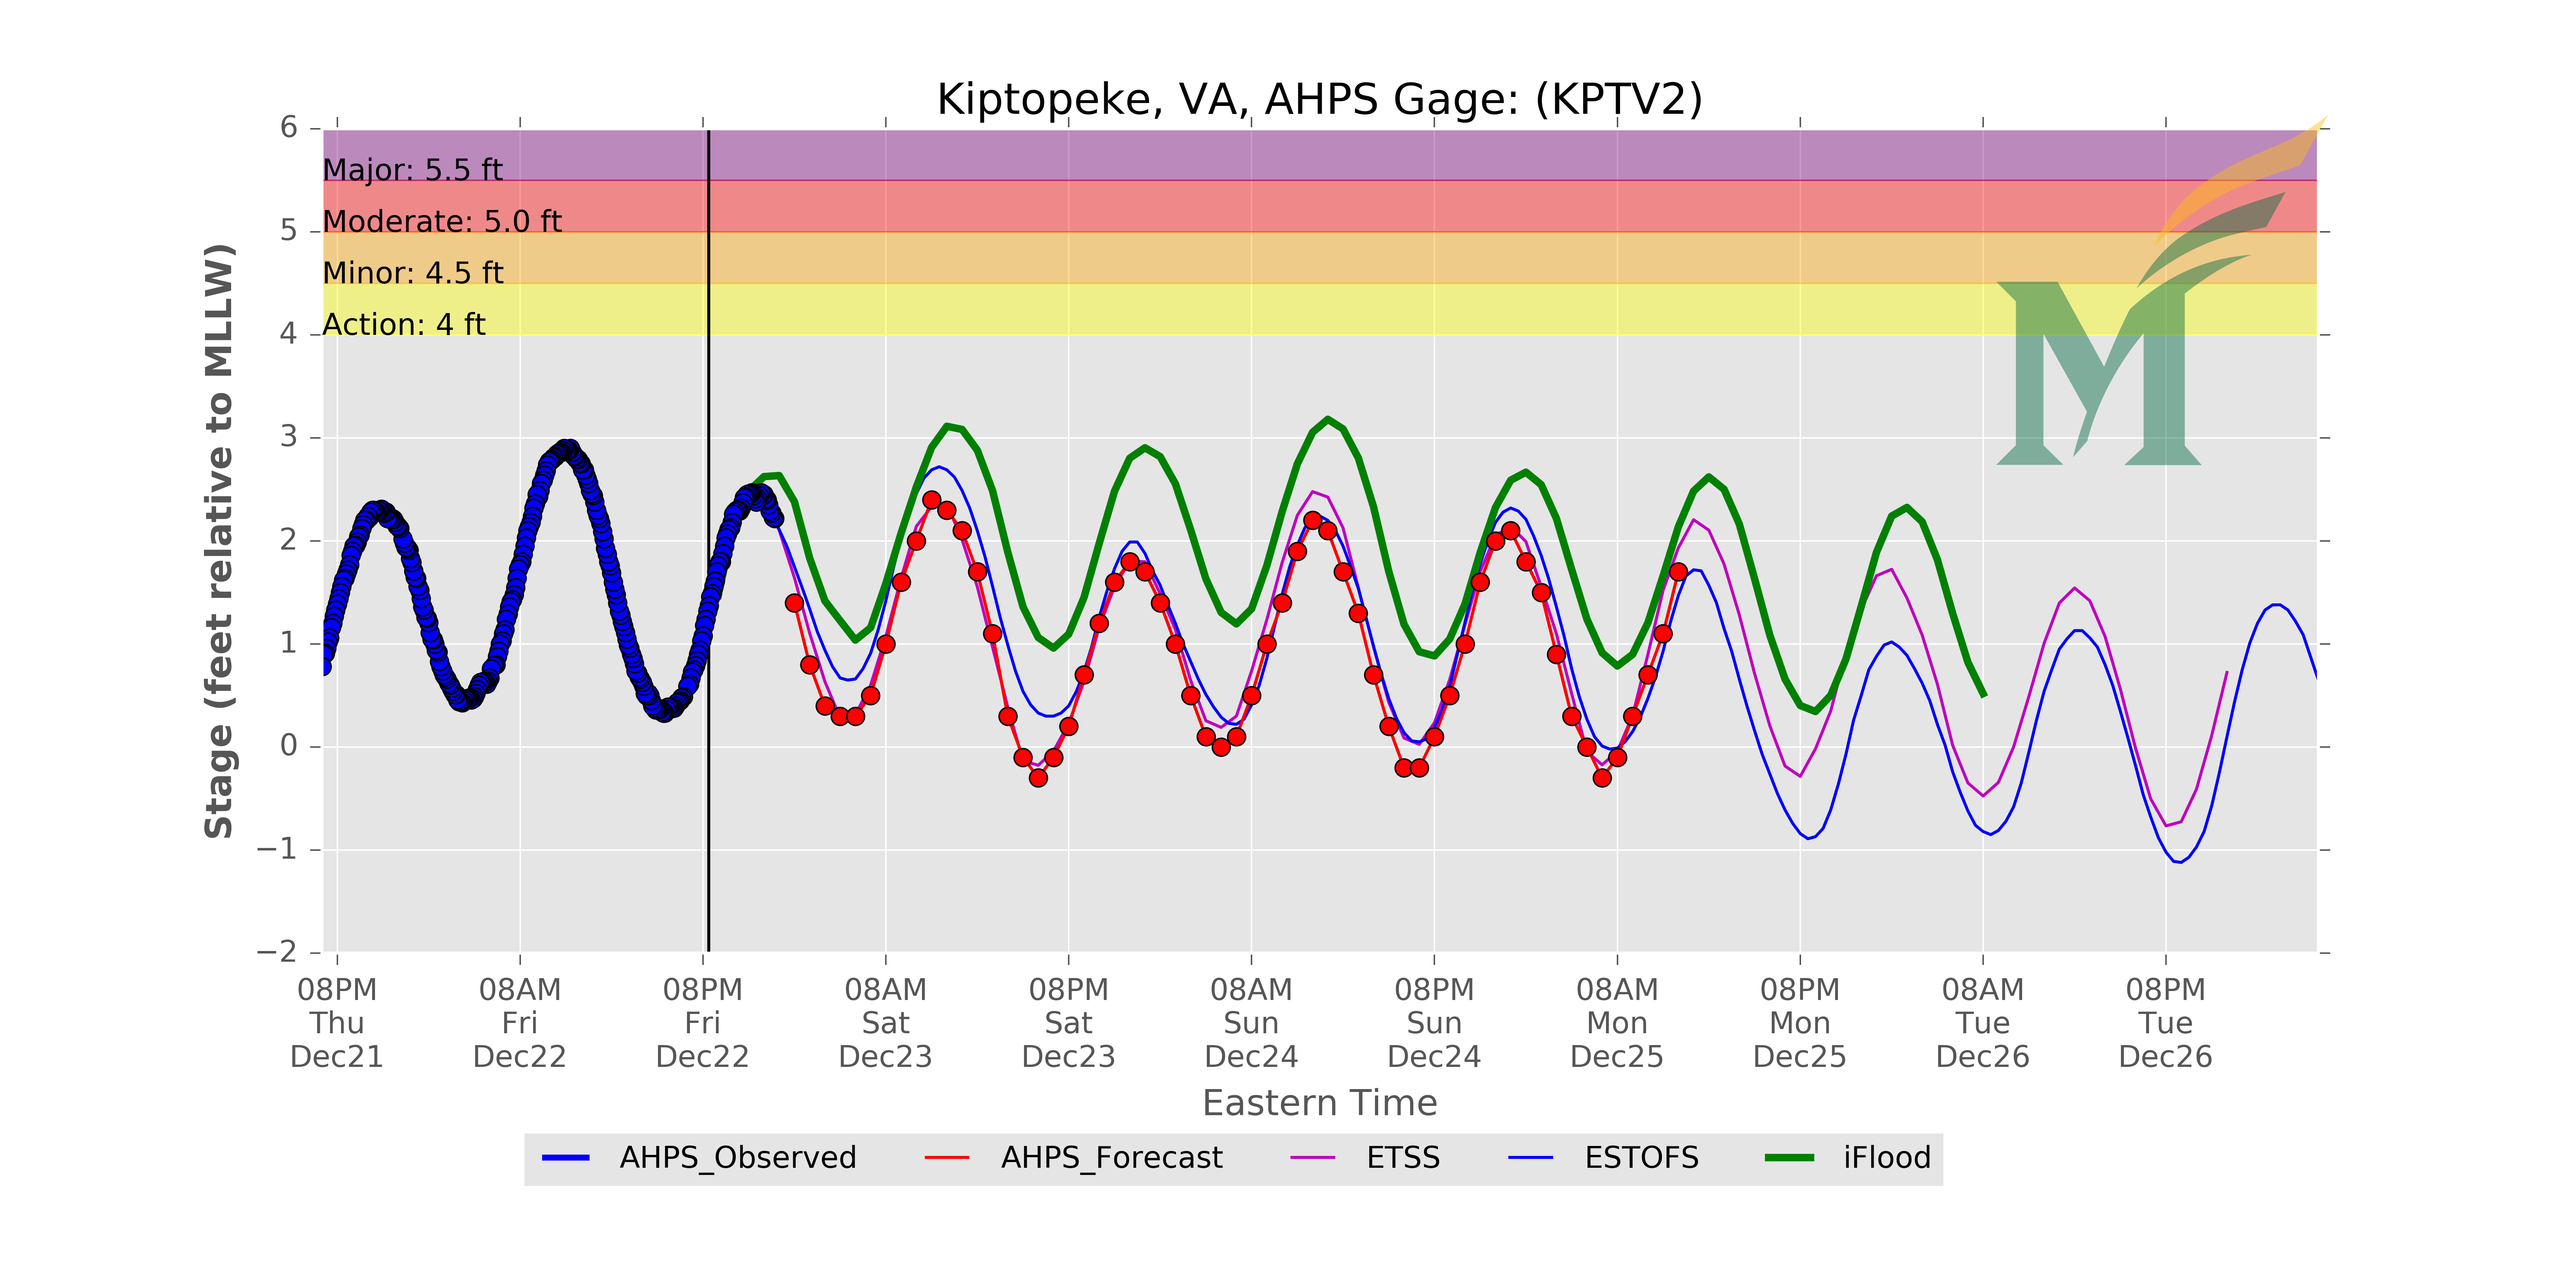 Kiptopeke, VA, AHPS Gage: (KPTV2)
6
Major: 5.5 ft
Moderate: 5.0 ft
5
Minor: 4.5 ft
Action: 4 ft
4
3
2
1
0
−1
−2
Stage (feet relative to MLLW)
M
08PM 08AM 08PM 08AM 08PM 08AM 08PM 08AM 08PM 08AM 08PM
Thu Fri Fri Sat Sat Sun Sun Mon Mon Tue Tue
Dec21 Dec22 Dec22 Dec23 Dec23 Dec24 Dec24 Dec25 Dec25 Dec26 Dec26
Eastern Time
AHPS_Observed AHPS_Forecast ETSS ESTOFS iFlood